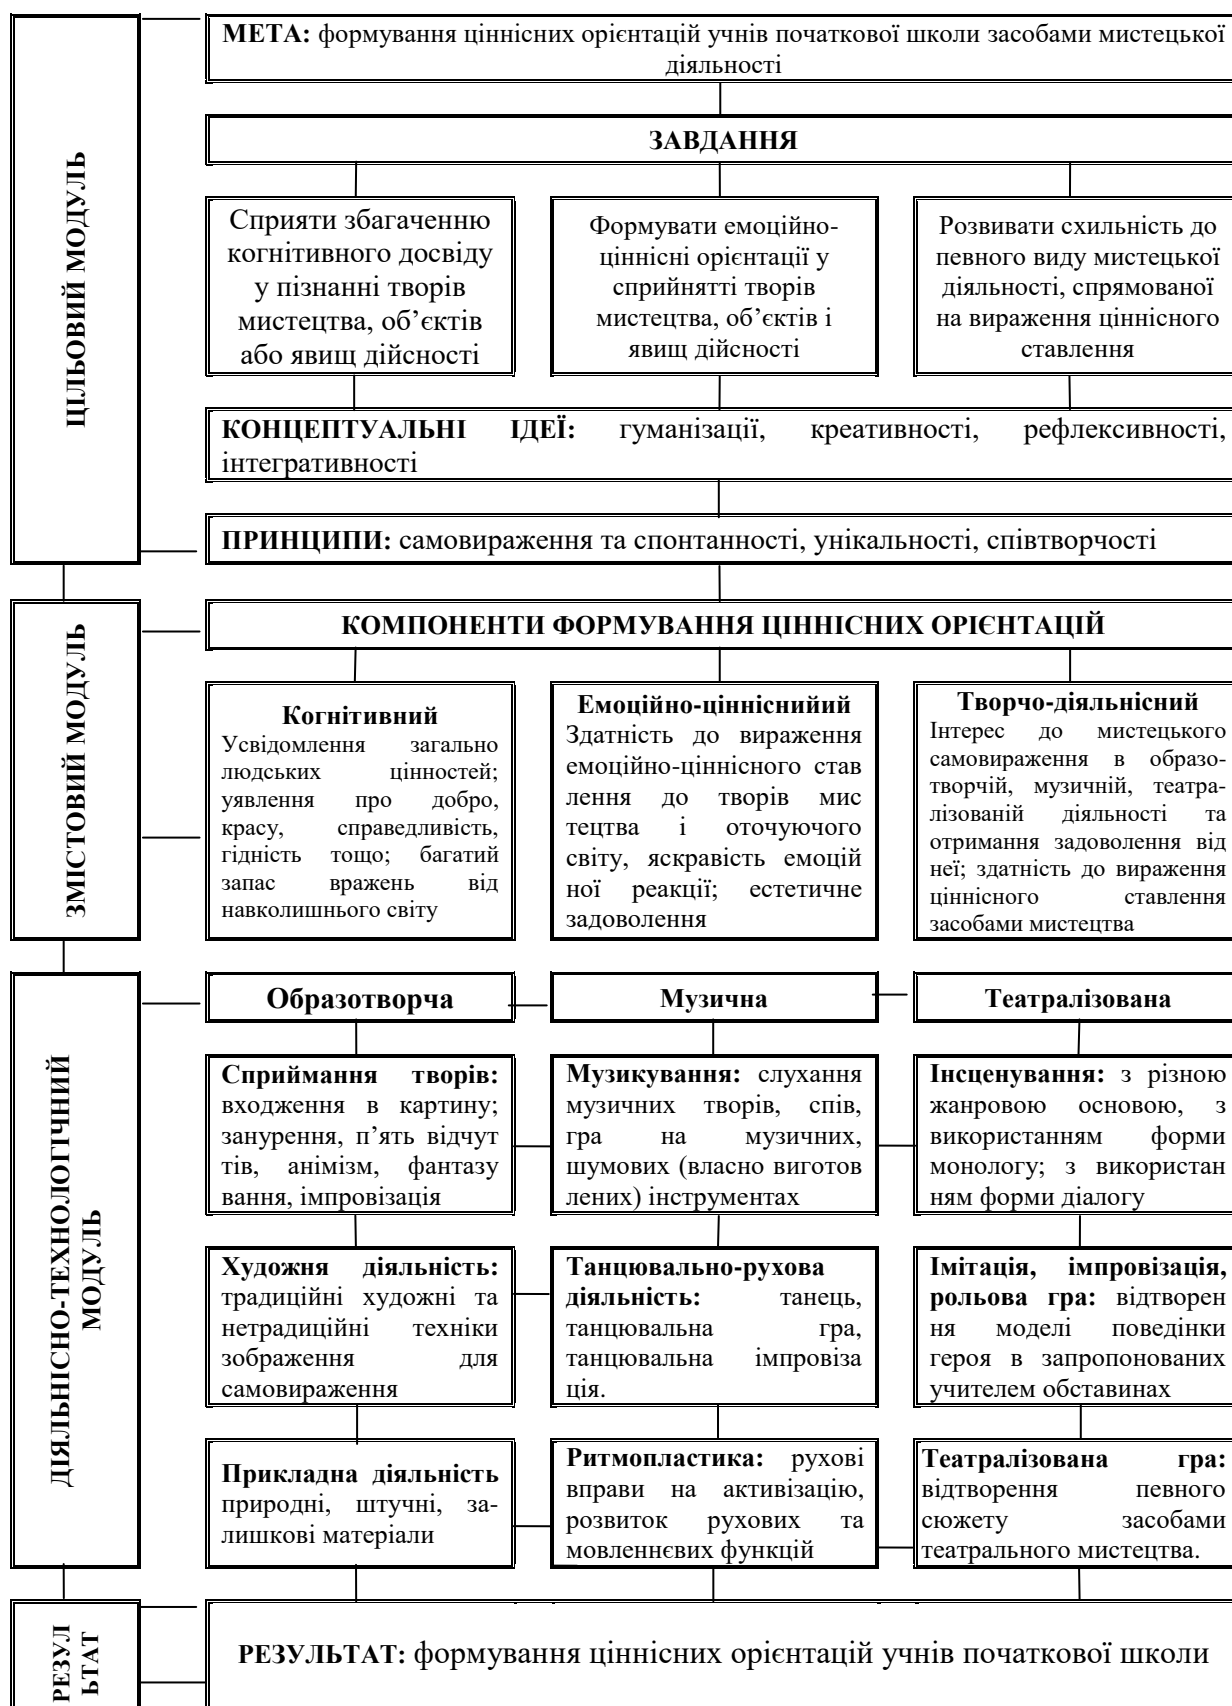 ЦІЛЬОВИЙ МОДУЛЬ
МЕТА: формування ціннісних орієнтацій учнів початкової школи засобами мистецької
діяльності
ЗАВДАННЯ
Сприяти збагаченню
когнітивного досвіду
у пізнанні творів
мистецтва, об’єктів
або явищ дійсності
Формувати емоційно-
ціннісні орієнтації у
сприйнятті творів
мистецтва, об’єктів і
явищ дійсності
Розвивати схильність до
певного виду мистецької
діяльності, спрямованої
на вираження ціннісного
ставлення
КОНЦЕПТУАЛЬНІ ІДЕЇ: гуманізації, креативності, рефлексивності,
інтегративності
ПРИНЦИПИ: самовираження та спонтанності, унікальності, співтворчості
ЗМІСТОВИЙ МОДУЛЬ
КОМПОНЕНТИ ФОРМУВАННЯ ЦІННІСНИХ ОРІЄНТАЦІЙ
Когнітивний
Усвідомлення загально
людських цінностей;
уявлення про добро,
красу, справедливість,
гідність тощо; багатий
запас вражень від
навколишнього світу
Емоційно-ціннісниийй
Здатність до вираження
емоційно-ціннісного став
лення до творів мис
тецтва і оточуючого
світу, яскравість емоцій
ної реакції; естетичне
задоволення
Творчо-діяльнісний
Інтерес до мистецького
самовираження в образо-
творчій, музичній, театра-
лізованій діяльності та
отримання задоволення від
неї; здатність до вираження
ціннісного ставлення
засобами мистецтва
ДІЯЛЬНІСНО-ТЕХНОЛОГІЧНИЙ
МОДУЛЬ
Образотворча
Музична
Театралізована
Сприймання творів:
входження в картину;
занурення, п’ять відчут
тів, анімізм, фантазу
вання, імпровізація
Музикування: слухання
музичних творів, спів,
гра на музичних,
шумових (власно виготов
лених) інструментах
Інсценування: з різною
жанровою основою, з
використанням форми
монологу; з використан
ням форми діалогу
Художня діяльність:
традиційні художні та
нетрадиційні техніки
зображення для
самовираження
Танцювально-рухова
діяльність: танець,
танцювальна гра,
танцювальна імпровіза
ція.
Імітація, імпровізація,
рольова гра: відтворен
ня моделі поведінки
героя в запропонованих
учителем обставинах
Прикладна діяльність
природні, штучні, за-
лишкові матеріали
Ритмопластика: рухові
вправи на активізацію,
розвиток рухових та
мовленнєвих функцій
Театралізована гра:
відтворення певного
сюжету засобами
театрального мистецтва.
РЕЗУЛ
ЬТАТ
РЕЗУЛЬТАТ: формування ціннісних орієнтацій учнів початкової школи